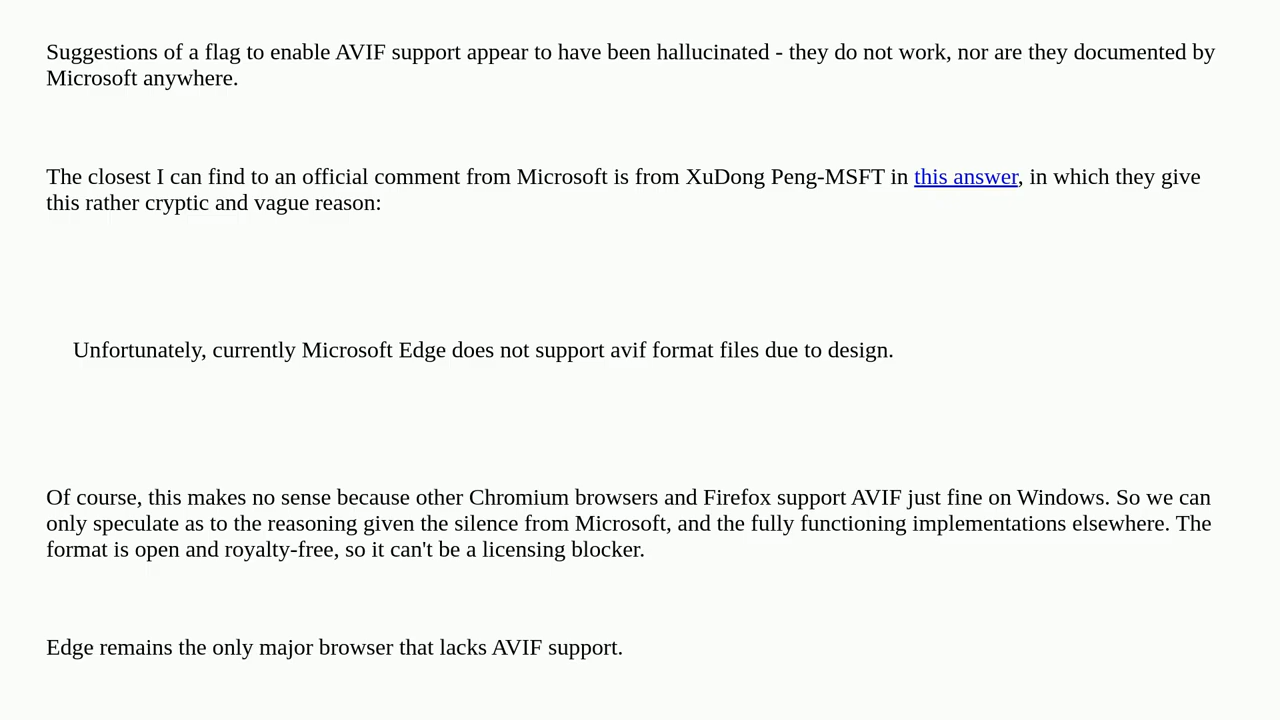 Suggestions of a flag to enable AVIF support appear to have been hallucinated - they do not work, nor are they documented by
Microsoft anywhere.
The closest I can find to an official comment from Microsoft is from XuDong Peng-MSFT in this answer, in which they give
this rather cryptic and vague reason:
Unfortunately, currently Microsoft Edge does not support avif format files due to design.
Of course, this makes no sense because other Chromium browsers and Firefox support AVIF just fine on Windows. So we can
only speculate as to the reasoning given the silence from Microsoft, and the fully functioning implementations elsewhere. The
format is open and royalty-free, so it can't be a licensing blocker.
Edge remains the only major browser that lacks AVIF support.